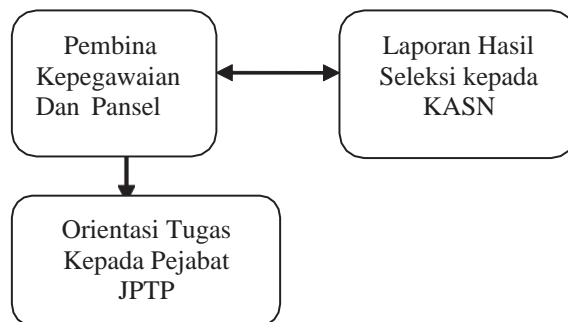 Pembina
Kepegawaian
Dan Pansel
Laporan Hasil
Seleksi kepada
KASN
Orientasi Tugas
Kepada Pejabat
JPTP